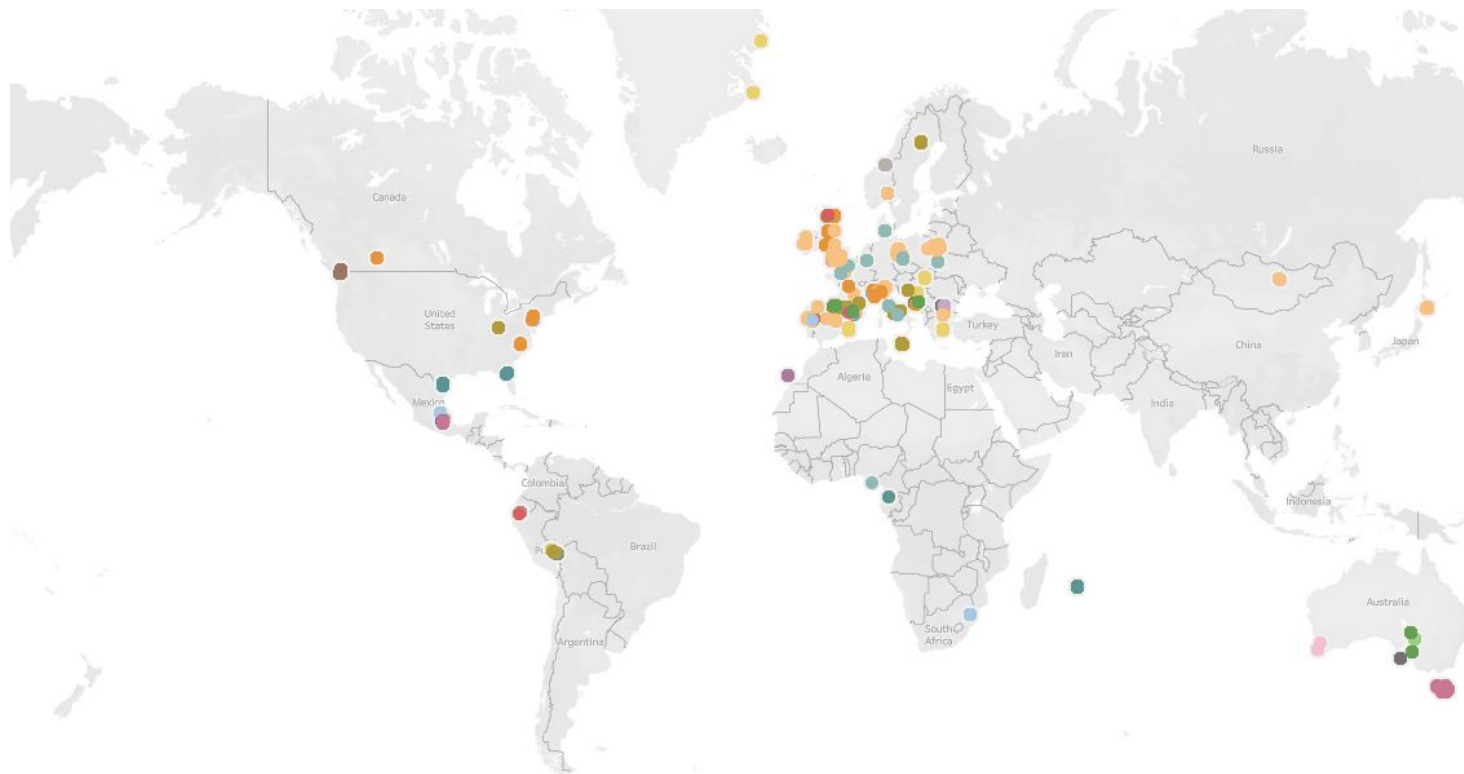 Russia
Canada
United
States
Turkey
China
Japan
Iran
Algeria
Egypt
India
Mexico
Colombia
Indonesia
Brazil
Australia
South
Africa
Argentina